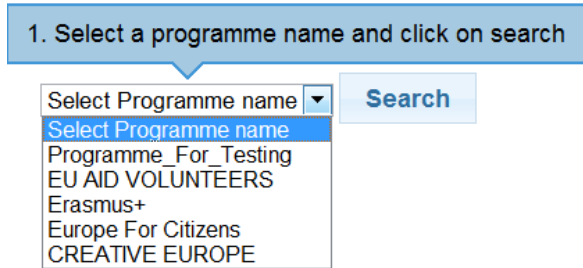 1. Select a programme name and click on search
Select Programme name Search
Select Programme name
Programme_For_Testing
EU AID VOLUNTEERS
Erasmus+
Europe For Citizens
CREATIVE EUROPE